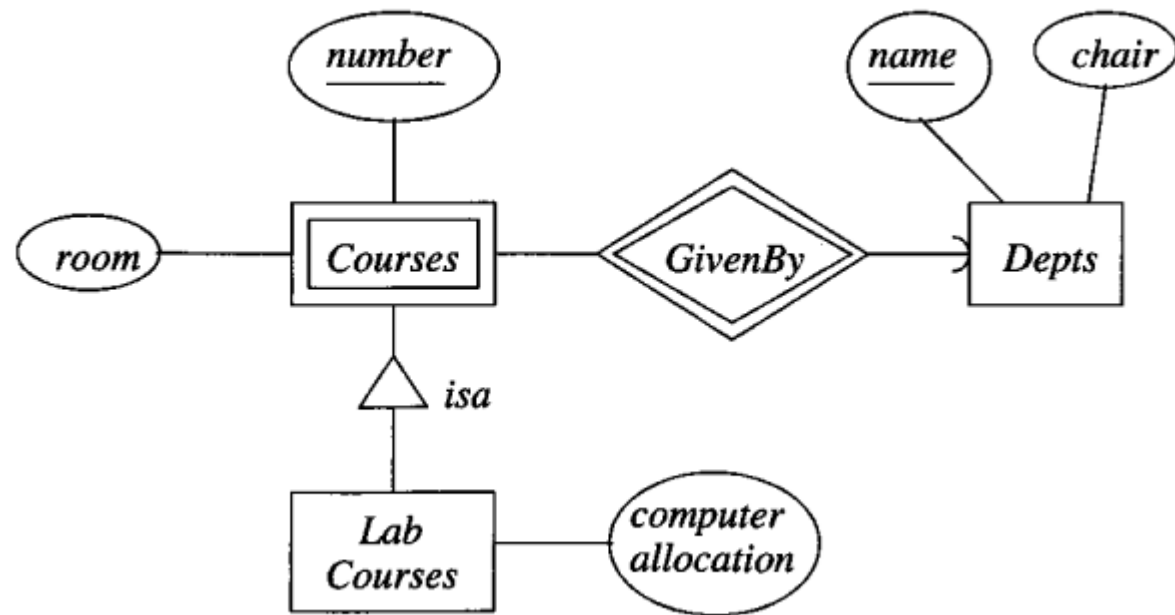 number
name
chair
room
Courses
GivenBy
Depts
isa
Lab
Courses
computer
allocation